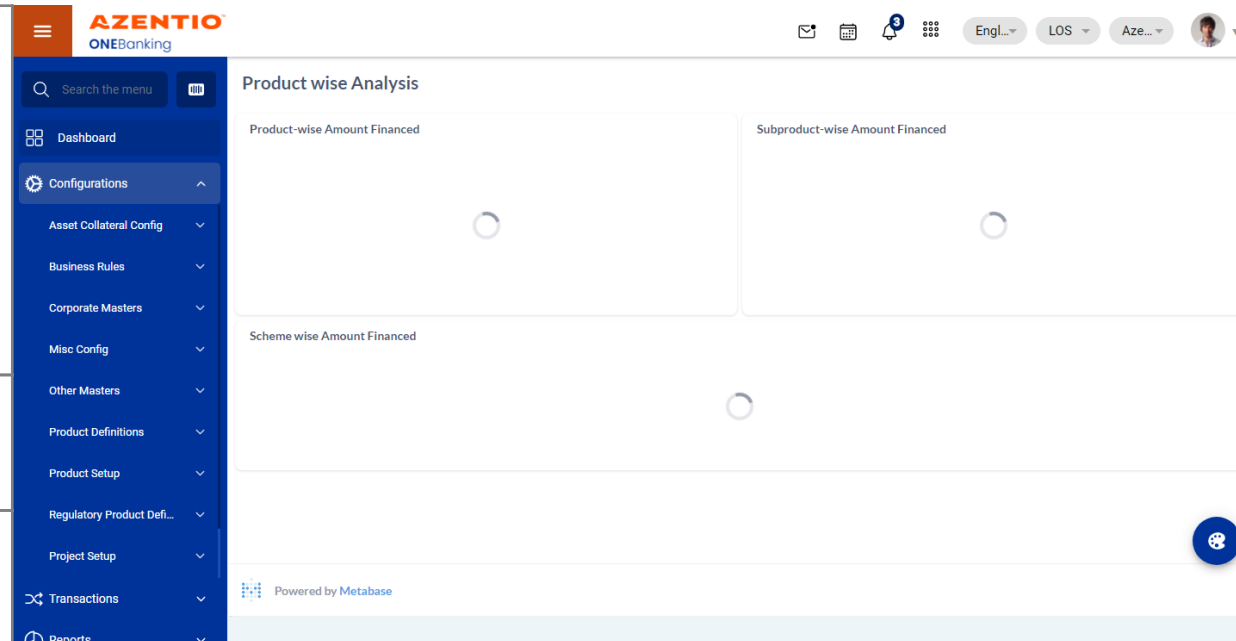 AZENTIO
ONEBanking
3
Engl...
LOS
Aze...
Search the menu
Product wise Analysis
Dashboard
Product-wise Amount Financed
Subproduct-wise Amount Financed
Configurations
Asset Collateral Config
Business Rules
Corporate Masters
Scheme wise Amount Financed
Misc Config
Other Masters
Product Definitions
Product Setup
Regulatory Product Defi...
Project Setup
Transactions
Powered by Metabase
Reports